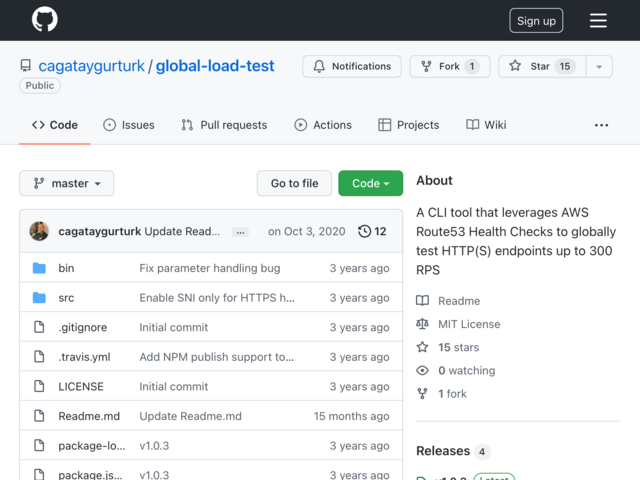 Sign up
cagataygurturk / global-load-test
Public
Notifications
Fork 1
Star 15
Code
Issues
Pull requests
Actions
Projects
Wiki
master
Go to file
Code
cagataygurturk Update Read... ... on Oct 3, 2020 12
bin Fix parameter handling bug 3 years ago
src Enable SNI only for HTTPS h... 3 years ago
.gitignore Initial commit 3 years ago
.travis.yml Add NPM publish support to... 3 years ago
LICENSE Initial commit 3 years ago
Readme.md Update Readme.md 15 months ago
package-lo... v1.0.3 3 years ago
package.js... v1.0.3 3 years ago
About
A CLI tool that leverages AWS
Route53 Health Checks to globally
test HTTP(S) endpoints up to 300
RPS
Readme
MIT License
15 stars
0 watching
1 fork
Releases 4
v1.0.3 Latest